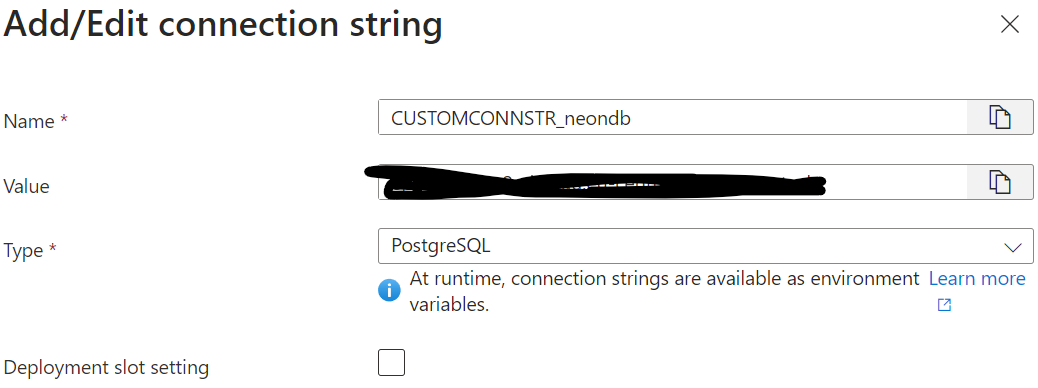 Add/Edit connection string
Name *
CUSTOMCONNSTR_neondb
Value
Type *
PostgreSQL
At runtime, connection strings are available as environment Learn more
variables.
Deployment slot setting